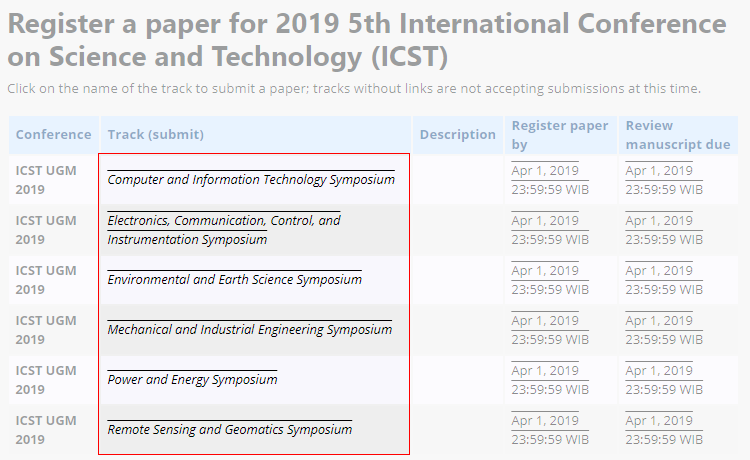 Register a paper for 2019 5th International Conference
on Science and Technology (ICST)
Click on the name of the track to submit a paper; tracks without links are not accepting submissions at this time.
Conference Track (submit) Description Register paper by Review manuscript due
ICST UGM 2019 Computer and Information Technology Symposium Apr 1, 2019 23:59:59 WIB Apr 1, 2019 23:59:59 WIB
ICST UGM 2019 Electronics, Communication, Control, and Instrumentation Symposium Apr 1, 2019 23:59:59 WIB Apr 1, 2019 23:59:59 WIB
ICST UGM 2019 Environmental and Earth Science Symposium Apr 1, 2019 23:59:59 WIB Apr 1, 2019 23:59:59 WIB
ICST UGM 2019 Mechanical and Industrial Engineering Symposium Apr 1, 2019 23:59:59 WIB Apr 1, 2019 23:59:59 WIB
ICST UGM 2019 Power and Energy Symposium Apr 1, 2019 23:59:59 WIB Apr 1, 2019 23:59:59 WIB
ICST UGM 2019 Remote Sensing and Geomatics Symposium Apr 1, 2019 23:59:59 WIB Apr 1, 2019 23:59:59 WIB